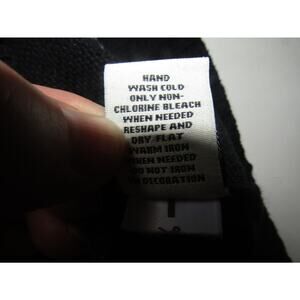 HAND
WASH COLD
ONLY NON-
CHLORINE BLEACH
WHEN NEEDED
RESHAPE AND
DRY FLAT
WARM IRON
WHEN NEEDED
DO NOT IRON
ON DECORATION